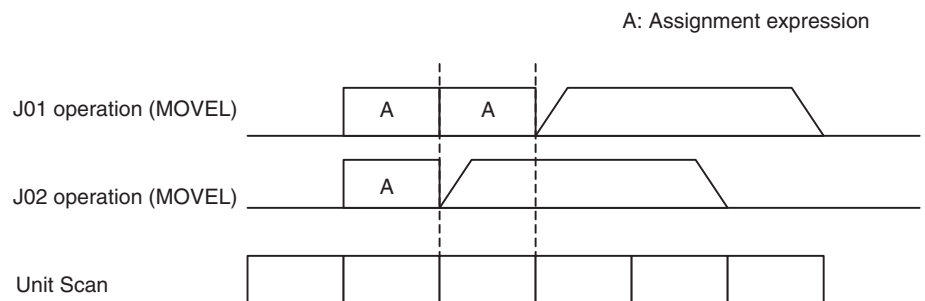 A: Assignment expression
J01 operation (MOVEL)
A A
J02 operation (MOVEL)
A
Unit Scan